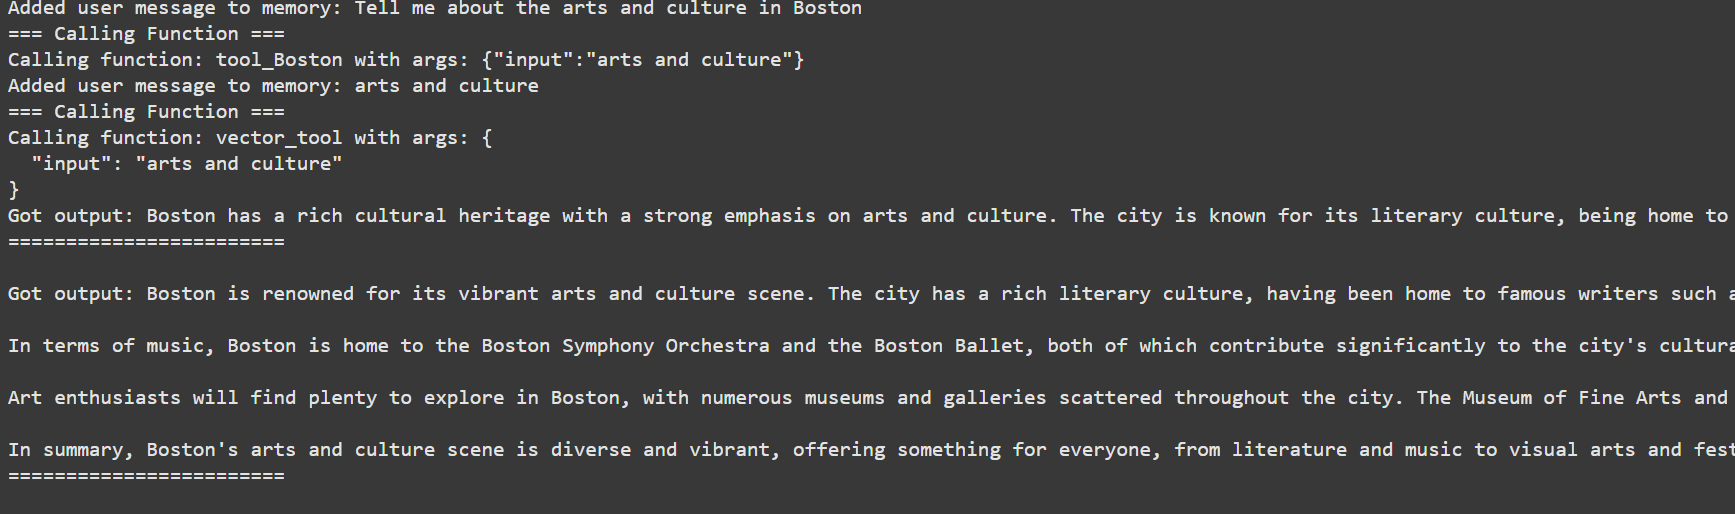 Added user message to memory: Tell me about the arts and culture in Boston
=== Calling Function ===
Calling function: tool_Boston with args: {"input":"arts and culture"}
Added user message to memory: arts and culture
=== Calling Function ===
Calling function: vector_tool with args: {
  "input": "arts and culture"
}
Got output: Boston has a rich cultural heritage with a strong emphasis on arts and culture. The city is known for its literary culture, being home to
========================
Got output: Boston is renowned for its vibrant arts and culture scene. The city has a rich literary culture, having been home to famous writers such
In terms of music, Boston is home to the Boston Symphony Orchestra and the Boston Ballet, both of which contribute significantly to the city's
Art enthusiasts will find plenty to explore in Boston, with numerous museums and galleries scattered throughout the city. The Museum of Fine Arts and
In summary, Boston's arts and culture scene is diverse and vibrant, offering something for everyone, from literature and music to visual arts and
========================